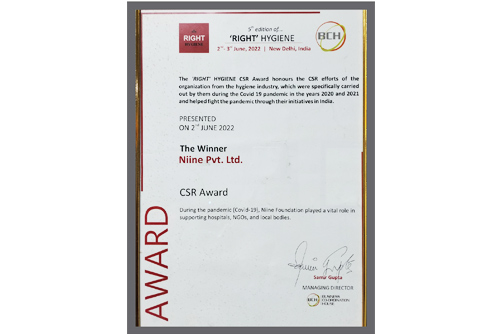 5th edition of...
'RIGHT' HYGIENE
2nd- 3rd June, 2022 | New Delhi, India
RIGHT
HYGIENE
BCH
The 'RIGHT' HYGIENE CSR Award honours the CSR efforts of the
organization from the hygiene industry, which were specifically carried
out by them during the Covid 19 pandemic in the years 2020 and 2021
and helped fight the pandemic through their initiatives in India.
PRESENTED
ON 2nd JUNE 2022
The Winner
Niine Pvt. Ltd.
CSR Award
During the pandemic (Covid-19), Niine Foundation played a vital role in
supporting hospitals, NGOs, and local bodies.
AWARD
Samir Gupta
MANAGING DIRECTOR
BCH
BUSINESS
CO-ORDINATION
HOUSE